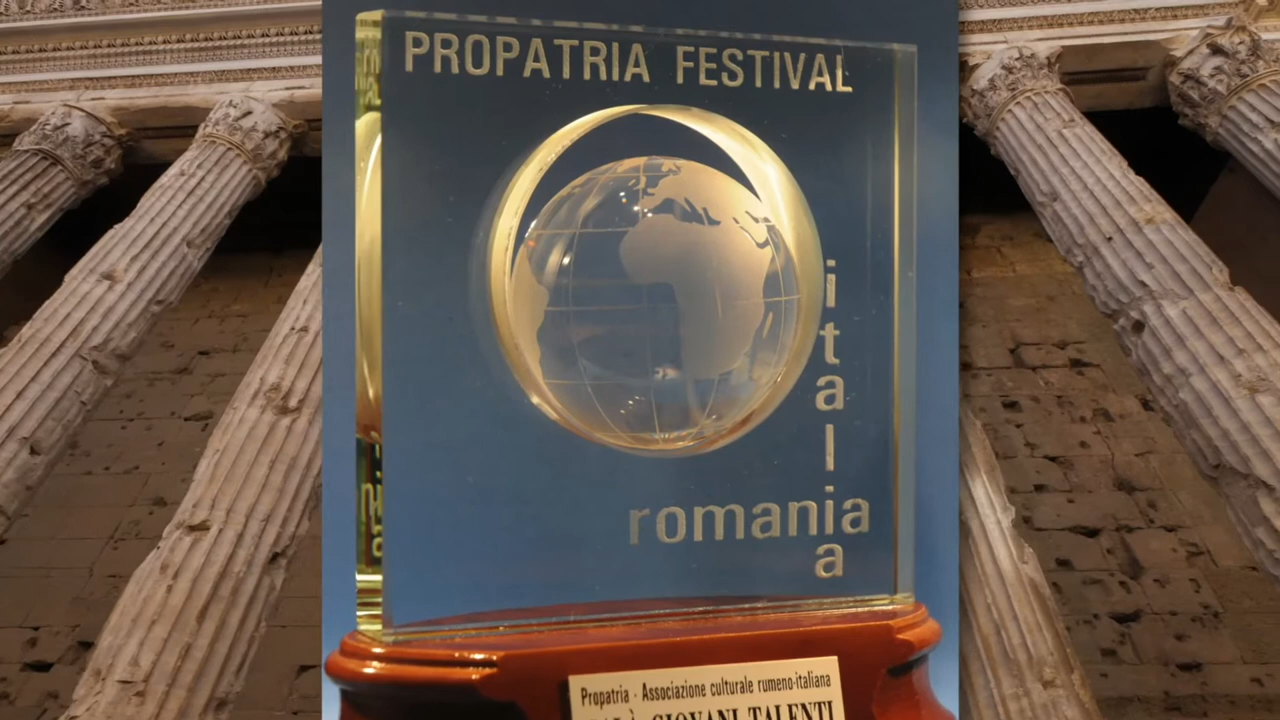 PROPATRIA FESTIVAL
italia
romania
Propatria - Associazione culturale rumeno-italiana
GIOVANI TALENTI